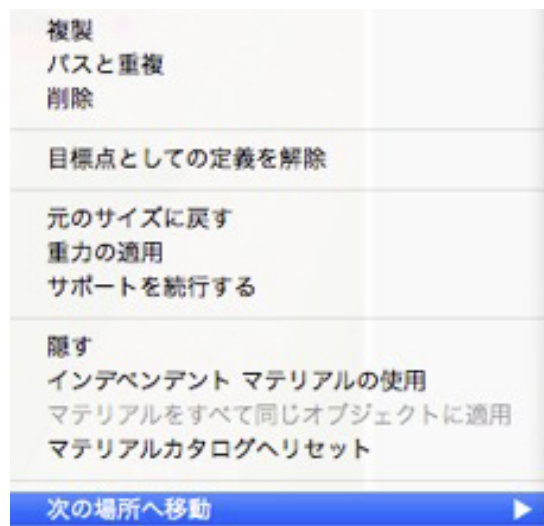 複製
パスと重複
削除
目標点としての定義を解除
元のサイズに戻す
重力の適用
サポートを続行する
隠す
インデペンデント マテリアルの使用
マテリアルをすべて同じオブジェクトに適用
マテリアルカタログへリセット
次の場所へ移動